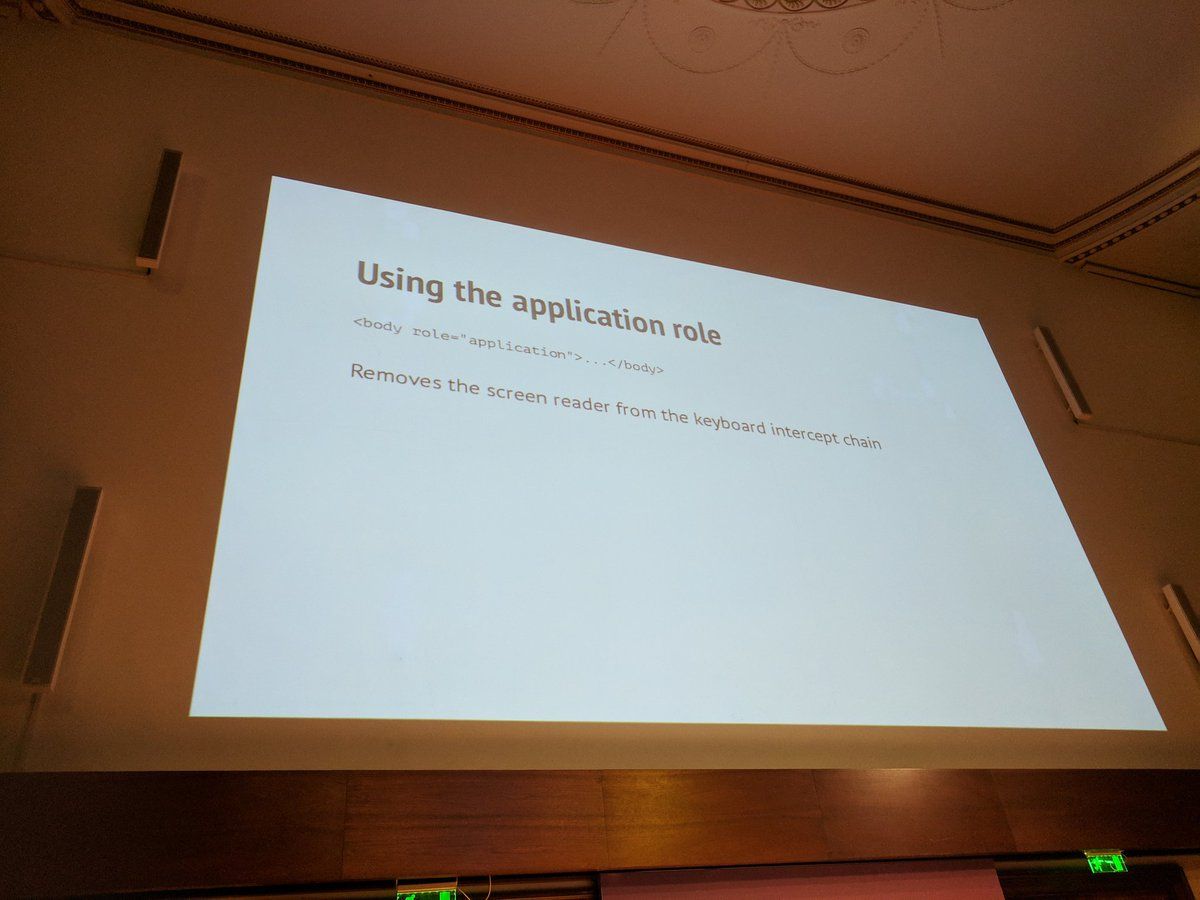 Using the application role
<body role="application">...</body>
Removes the screen reader from the keyboard intercept chain